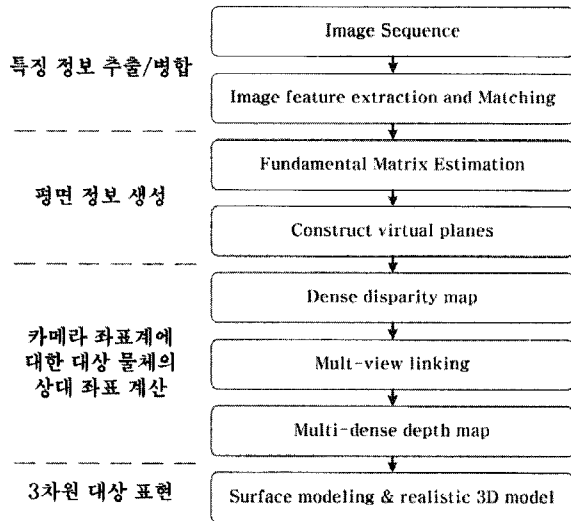 Image Sequence
특징 정보 추출/병합
Image feature extraction and Matching
Fundamental Matrix Estimation
평면 정보 생성
Construct virtual planes
Dense disparity map
카메라 좌표계에
대한 대상 물체의
상대 좌표 계산
Mult-view linking
Multi-dense depth map
3차원 대상 표현
Surface modeling & realistic 3D model